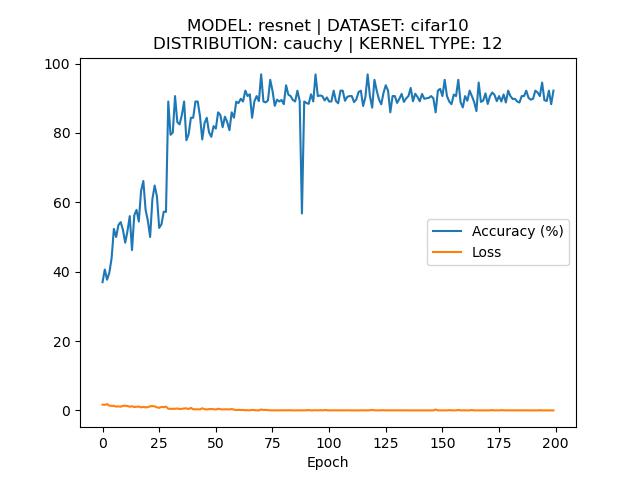 MODEL: resnet | DATASET: cifar10
DISTRIBUTION: cauchy | KERNEL TYPE: 12
100
80
60
40
20
0
Accuracy (%)
Loss
0 25 50 75 100 125 150 175 200
Epoch